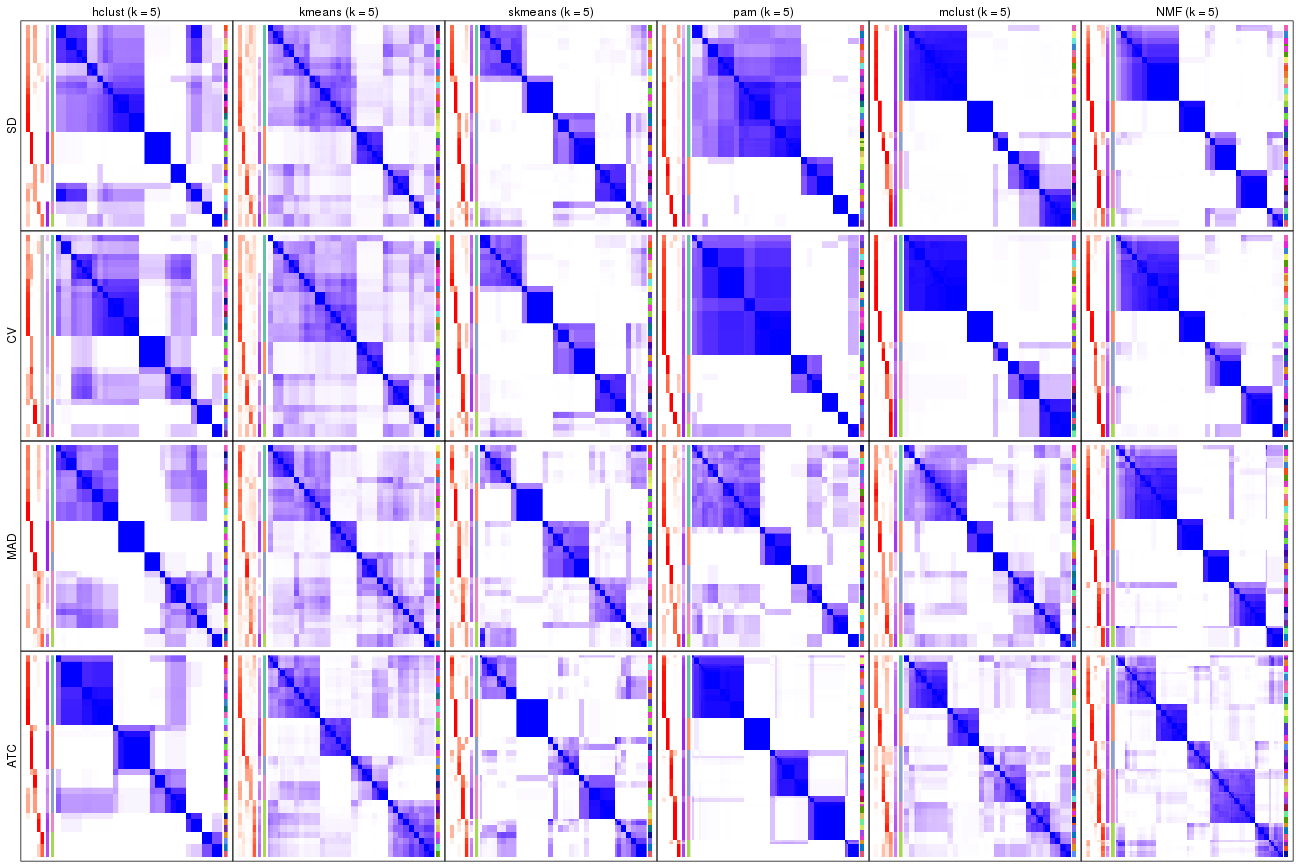 hclust (k = 5) kmeans (k = 5) skmeans (k = 5) pam (k = 5) mclust (k = 5) NMF (k = 5)
SD
CV
MAD
ATC